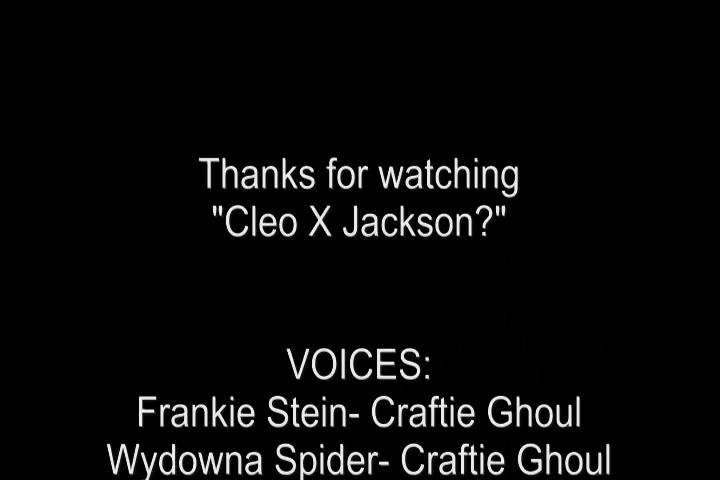 Thanks for watching
"Cleo X Jackson?"
VOICES:
Frankie Stein- Craftie Ghoul
Wydowna Spider- Craftie Ghoul